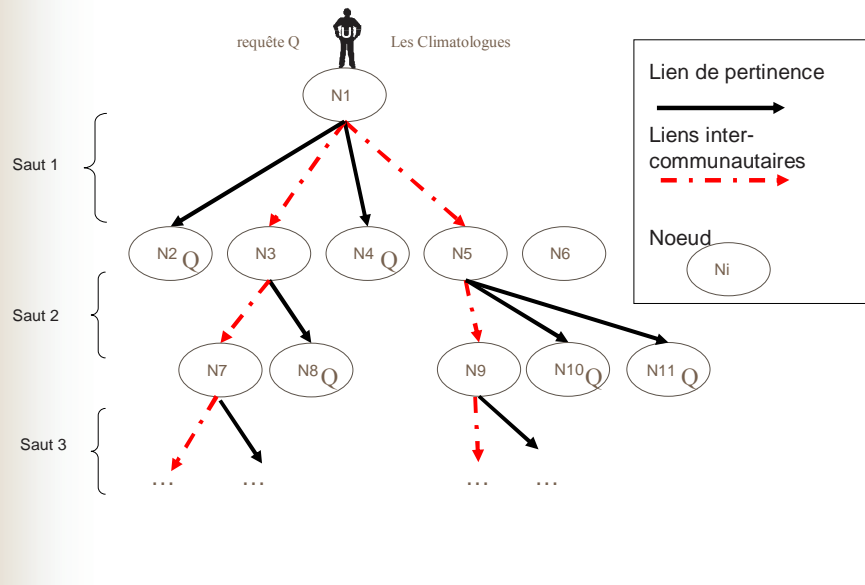 requête Q
U
Les Climatologues
N1
Saut 1
N2 Q
N3
N4 Q
N5
N6
Saut 2
N7
N8 Q
N9
N10 Q
N11 Q
Saut 3
...
...
...
...
Lien de pertinence
Liens inter-
communautaires
Noeud
Ni